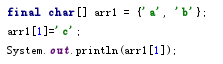 final char[] arr1 = {'a', 'b'};
arr1[1]='c';
System.out.println(arr1[1]);